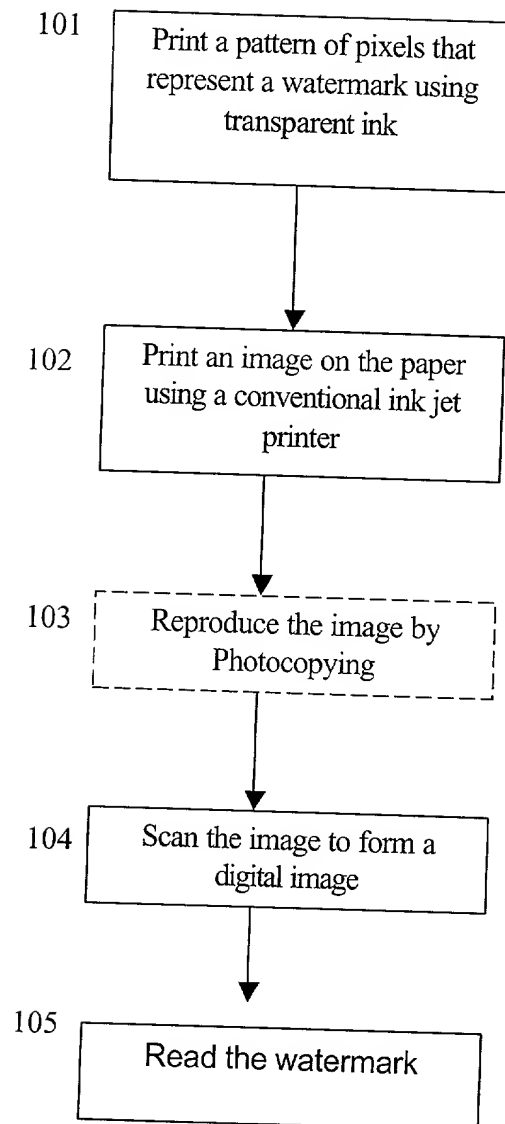 101
Print a pattern of pixels that
represent a watermark using
transparent ink
102
Print an image on the paper
using a conventional ink jet
printer
103
Reproduce the image by
Photocopying
104
Scan the image to form a
digital image
105
Read the watermark